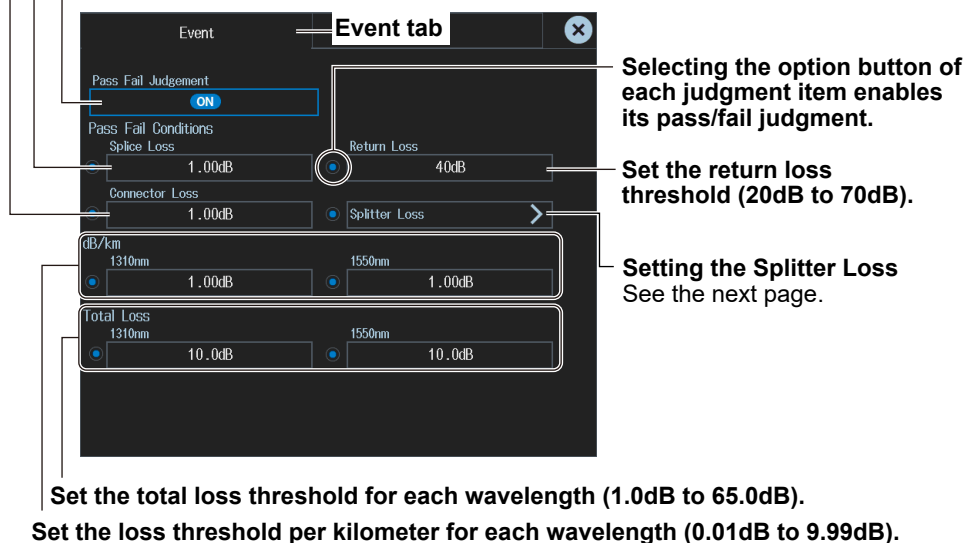 Event
Event tab
Pass Fail Judgement
ON
Pass Fail Conditions
Splice Loss
1.00dB
Return Loss
40dB
Connector Loss
1.00dB
Splitter Loss
dB/km
1310nm
1.00dB
1550nm
1.00dB
Total Loss
1310nm
10.0dB
1550nm
10.0dB
Selecting the option button of
each judgment item enables
its pass/fail judgment.
Set the return loss
threshold (20dB to 70dB).
Setting the Splitter Loss
See the next page.
Set the total loss threshold for each wavelength (1.0dB to 65.0dB).
Set the loss threshold per kilometer for each wavelength (0.01dB to 9.99dB).